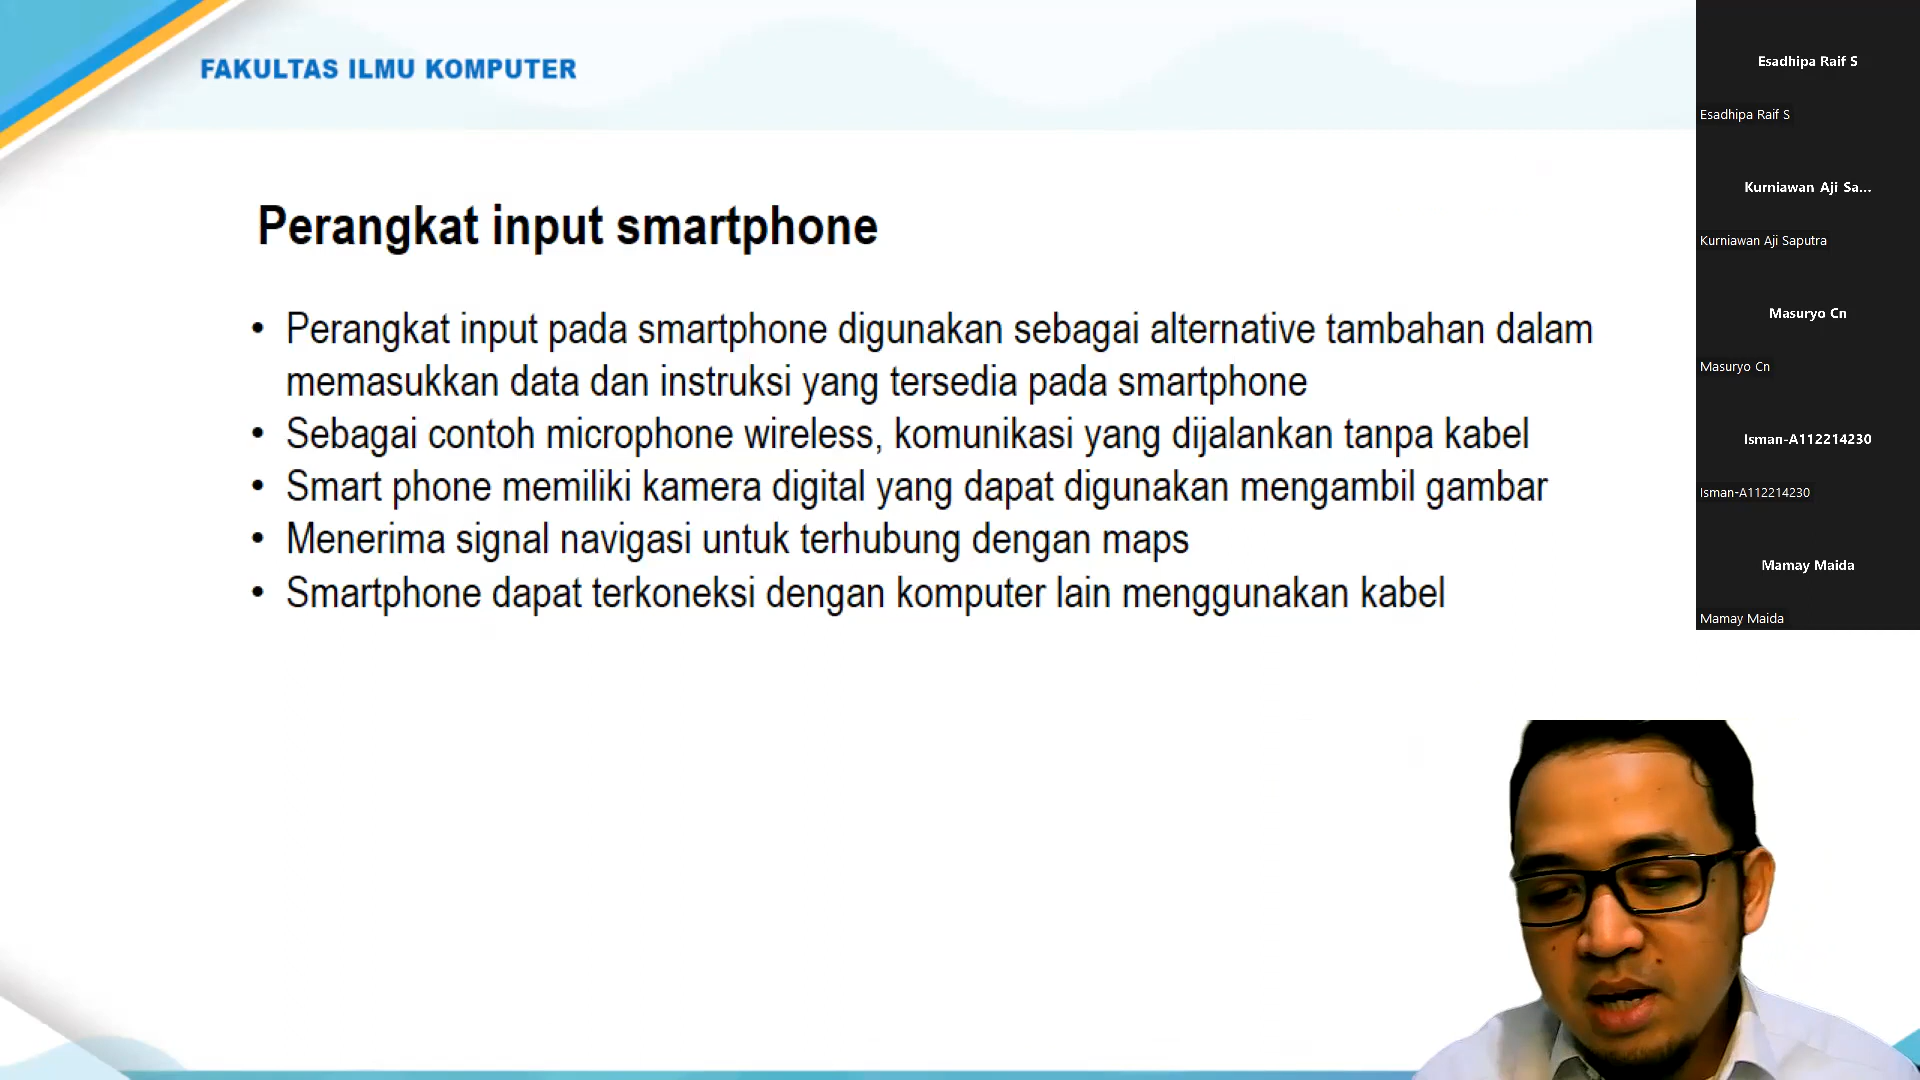 FAKULTAS ILMU KOMPUTER
Perangkat input smartphone
• Perangkat input pada smartphone digunakan sebagai alternative tambahan dalam
memasukkan data dan instruksi yang tersedia pada smartphone
• Sebagai contoh microphone wireless, komunikasi yang dijalankan tanpa kabel
• Smart phone memiliki kamera digital yang dapat digunakan mengambil gambar
• Menerima signal navigasi untuk terhubung dengan maps
• Smartphone dapat terkoneksi dengan komputer lain menggunakan kabel
Esadhipa Raif S
Esadhipa Raif S
Kurniawan Aji Sa...
Kurniawan Aji Saputra
Masuryo Cn
Masuryo Cn
Isman-A112214230
Isman-A112214230
Mamay Maida
Mamay Maida